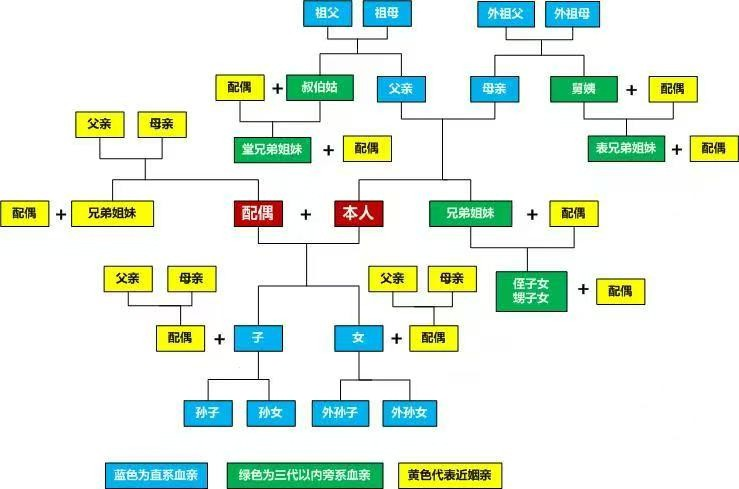 祖父 祖母 外祖父 外祖母
配偶 + 叔伯姑 父亲 母亲 舅姨 + 配偶
父亲 母亲
堂兄弟姐妹 + 配偶 表兄弟姐妹 + 配偶
配偶 + 兄弟姐妹 配偶 + 本人 兄弟姐妹 + 配偶
父亲 母亲 父亲 母亲
侄子女
甥子女 + 配偶
配偶 + 子 女 + 配偶
孙子 孙女 外孙子 外孙女
蓝色为直系血亲 绿色为三代以内旁系血亲 黄色代表近姻亲